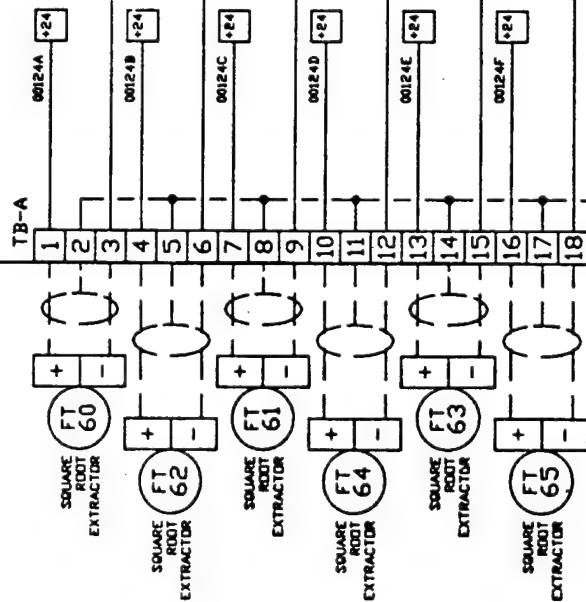 +24
+24
+24
+24
+24
+24
00124A
00124B
00124C
00124D
00124E
00124F
TB-A
1
2
3
4
5
6
7
8
9
10
11
12
13
14
15
16
17
18
+
-
FT
60
SQUARE
ROOT
EXTRACTOR
+
-
FT
62
SQUARE
ROOT
EXTRACTOR
+
-
FT
61
SQUARE
ROOT
EXTRACTOR
+
-
FT
64
SQUARE
ROOT
EXTRACTOR
+
-
FT
63
SQUARE
ROOT
EXTRACTOR
+
-
FT
65
SQUARE
ROOT
EXTRACTOR